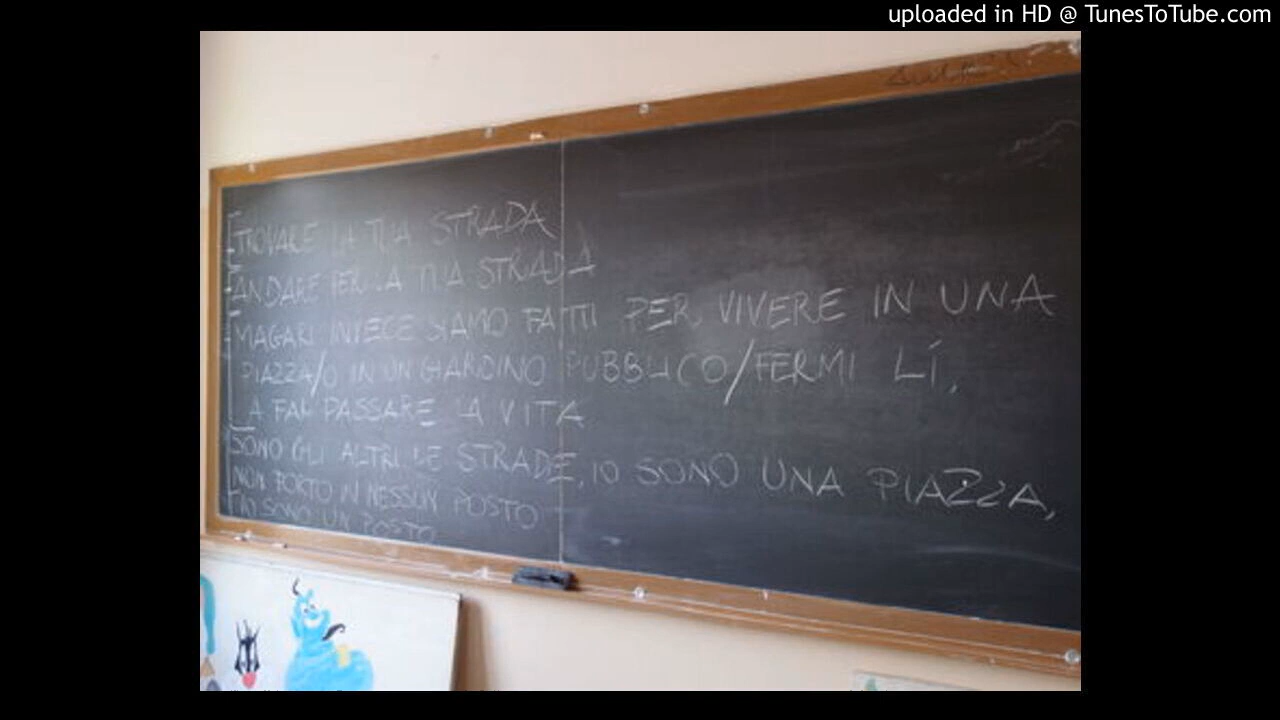 uploaded in HD @ TunesToTube.com
TROVARE LA TUA STRADA
ANDARE PER LA TUA STRADA
MAGARI INVECE SIAMO FATTI PER VIVERE IN UNA
PIAZZA/O IN UN GIARDINO PUBBLICO/FERMI LÍ,
A FAR PASSARE LA VITA
SONO GLI ALTRI LE STRADE, IO SONO UNA PIAZZA,
NON PORTO IN NESSUN POSTO
IO SONO UN POSTO